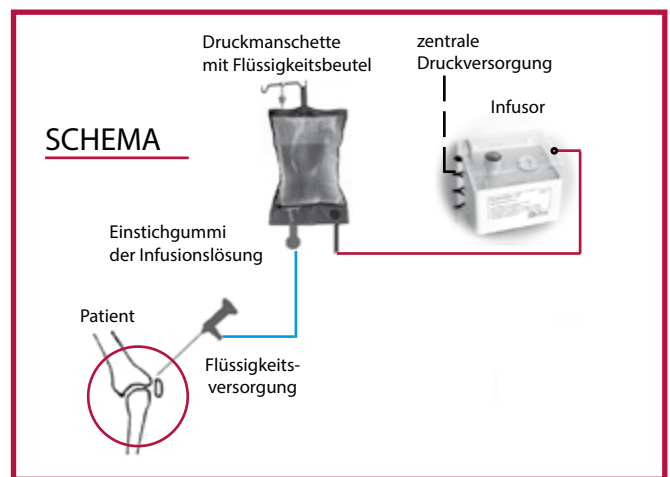 Druckmanschette
mit Flüssigkeitsbeutel
zentrale
Druckversorgung
Infusor
SCHEMA
Einstichgummi
der Infusionslösung
Patient
Flüssigkeits-
versorgung